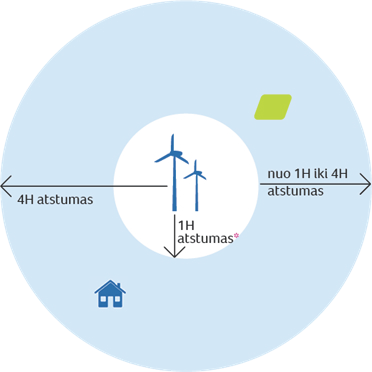 nuo 1H iki 4H
atstumas
4H atstumas
1H
atstumas*